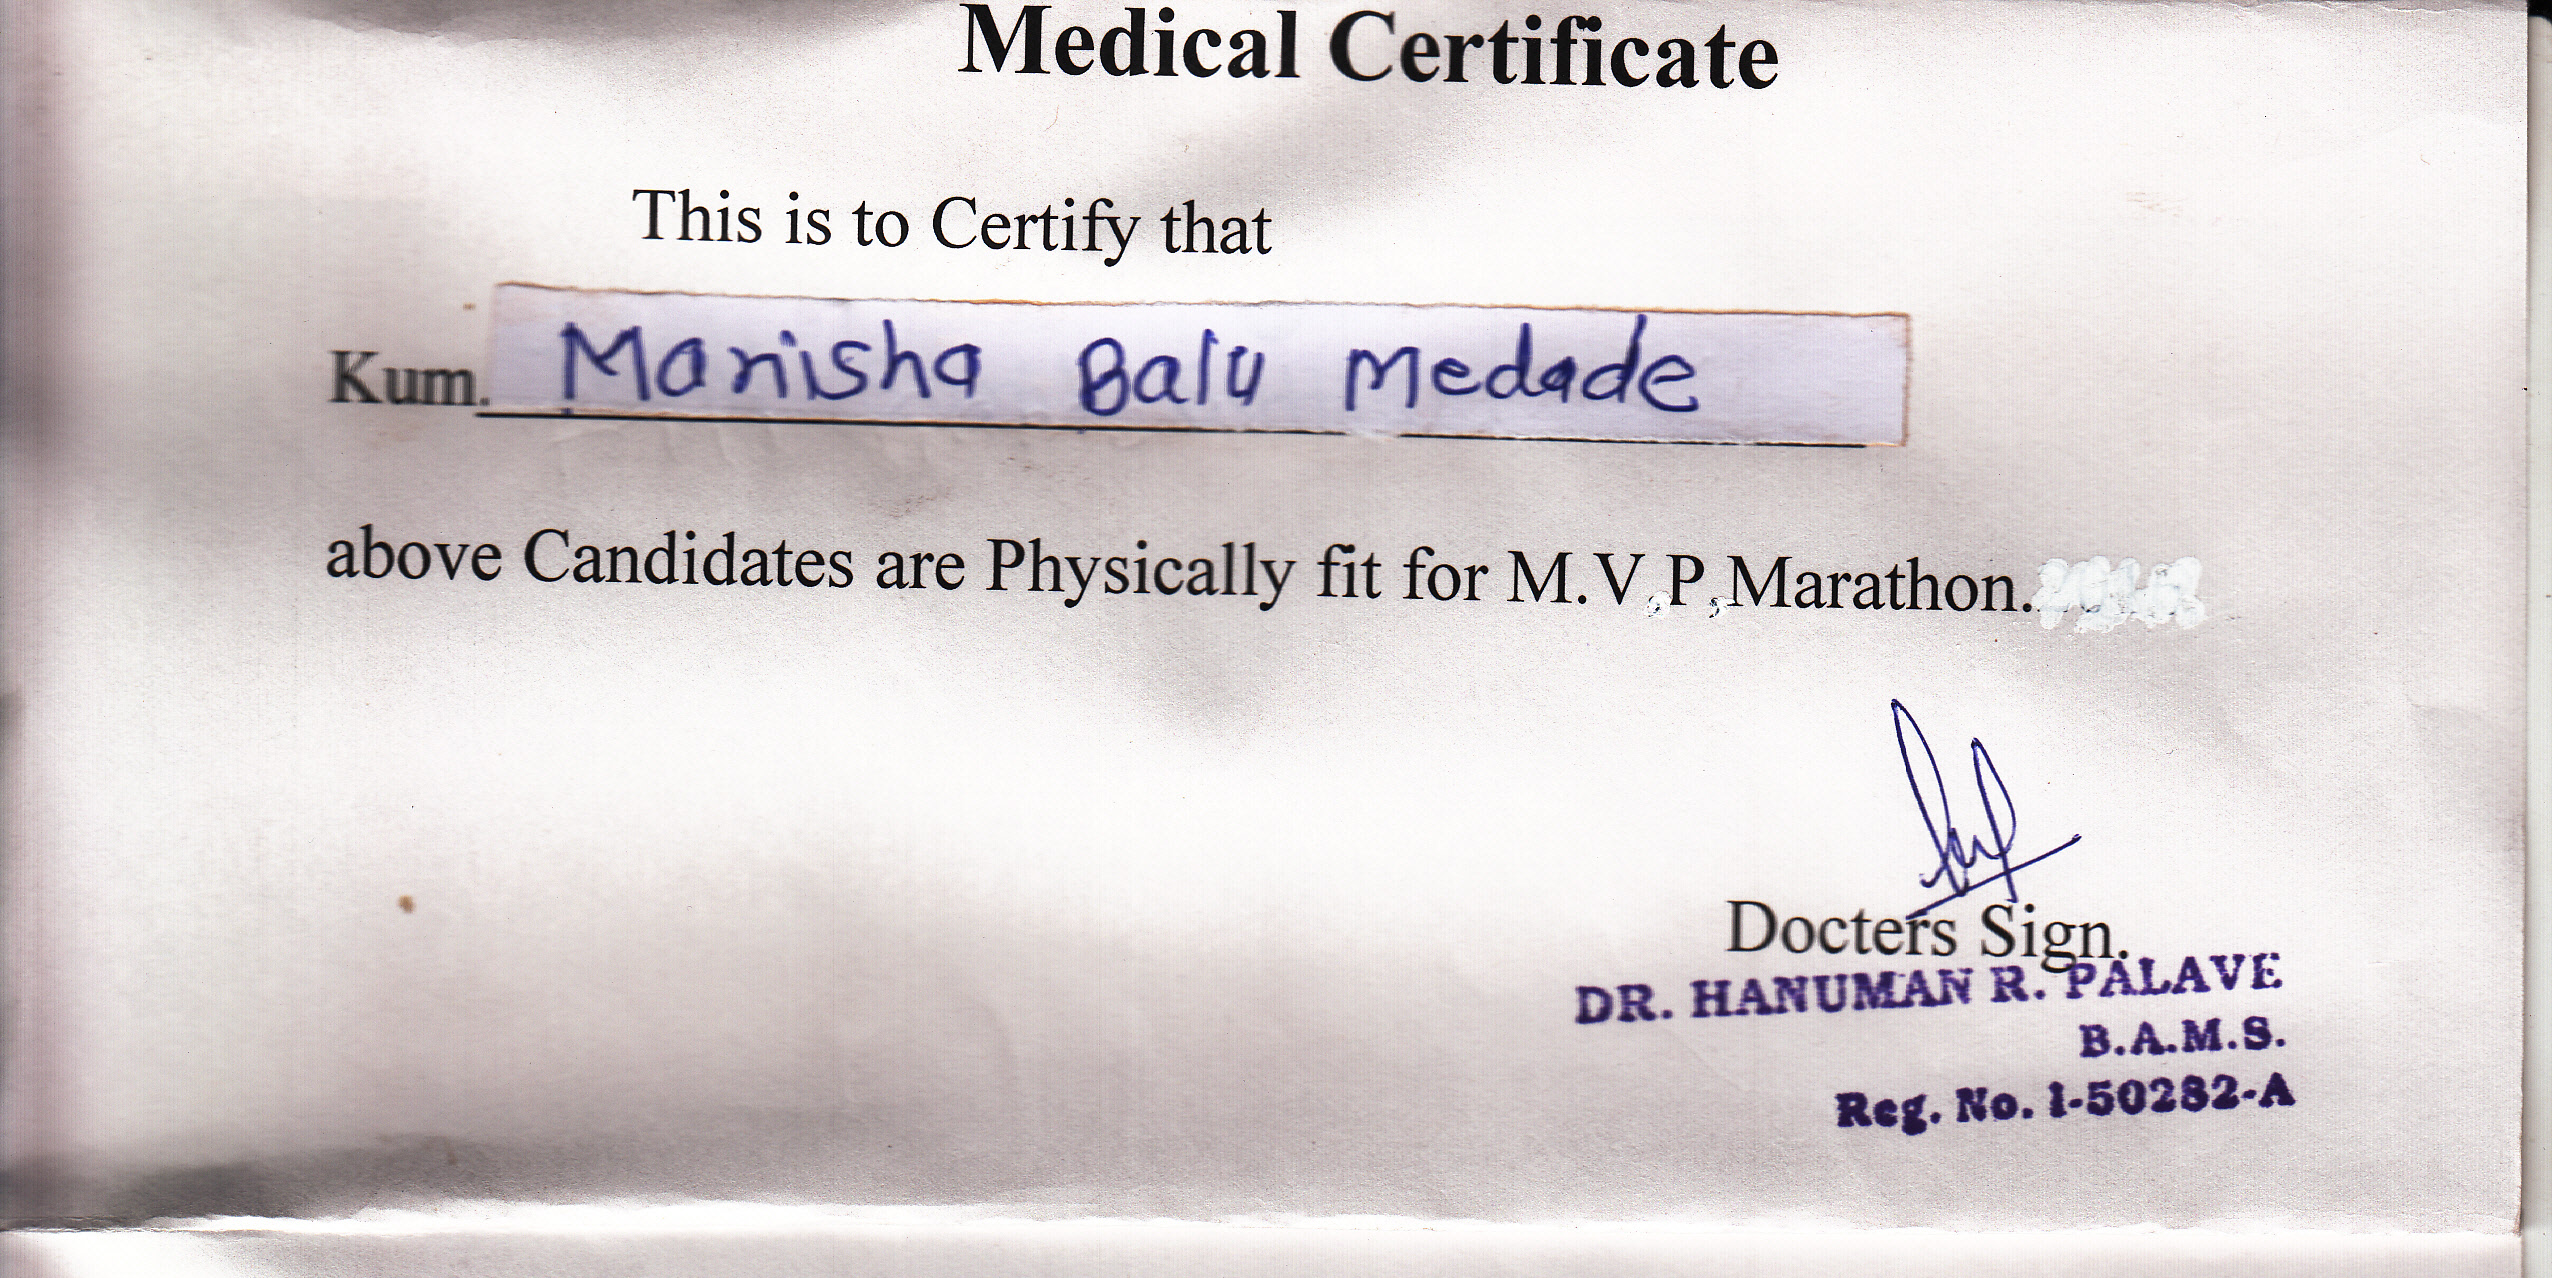 Medical Certificate
This is to Certify that
Kum. Manisha Balu Medade
above Candidates are Physically fit for M.V.P,Marathon.
Docters Sign.
DR. HANUMAN R. PALAVE
B.A.M.S.
Reg. No. I-50282-A